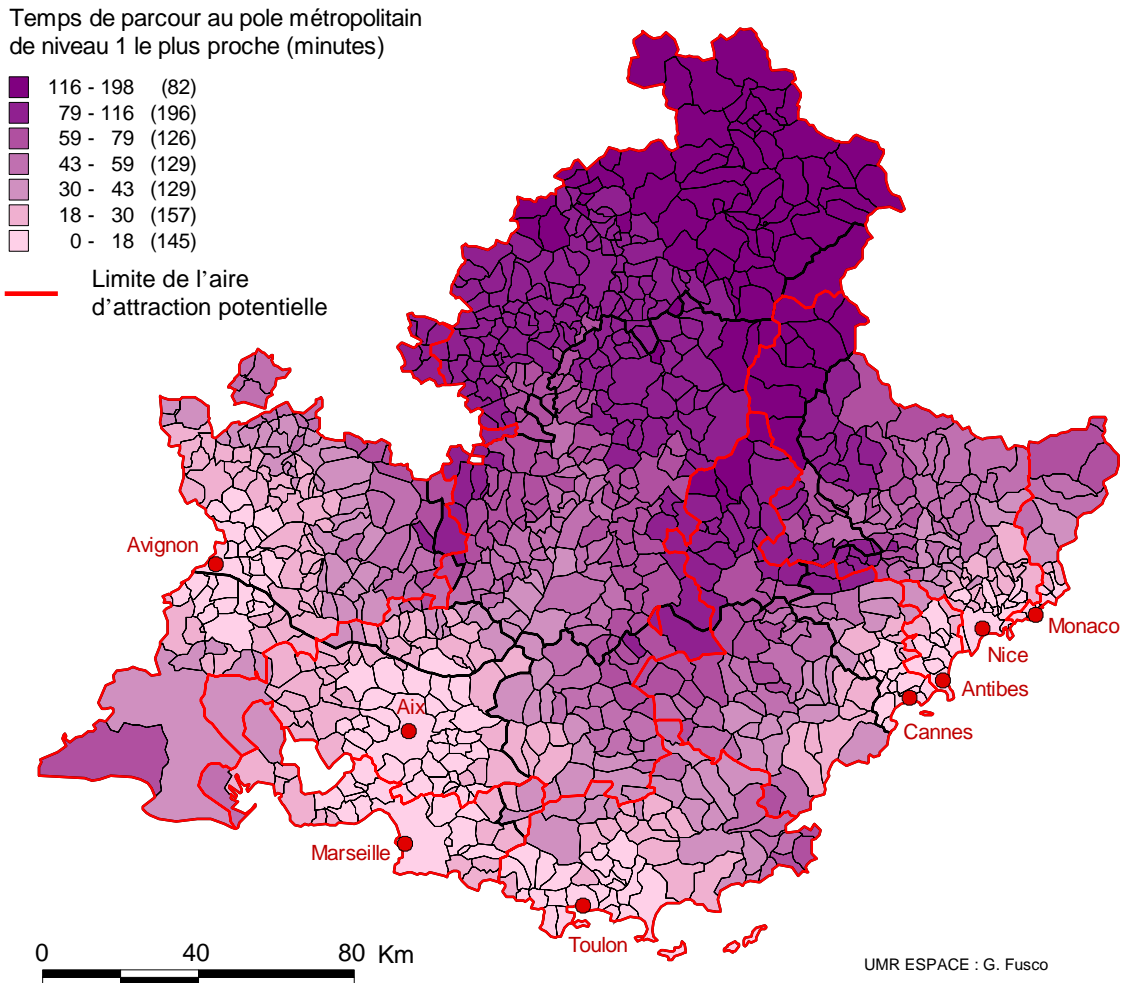 Temps de parcour au pole métropolitain
de niveau 1 le plus proche (minutes)
116 - 198 (82)
79 - 116 (196)
59 - 79 (126)
43 - 59 (129)
30 - 43 (129)
18 - 30 (157)
0 - 18 (145)
Limite de l'aire
d'attraction potentielle
Avignon
Monaco
Nice
Antibes
Aix
Cannes
Marseille
Toulon
0 40 80 Km
UMR ESPACE : G. Fusco